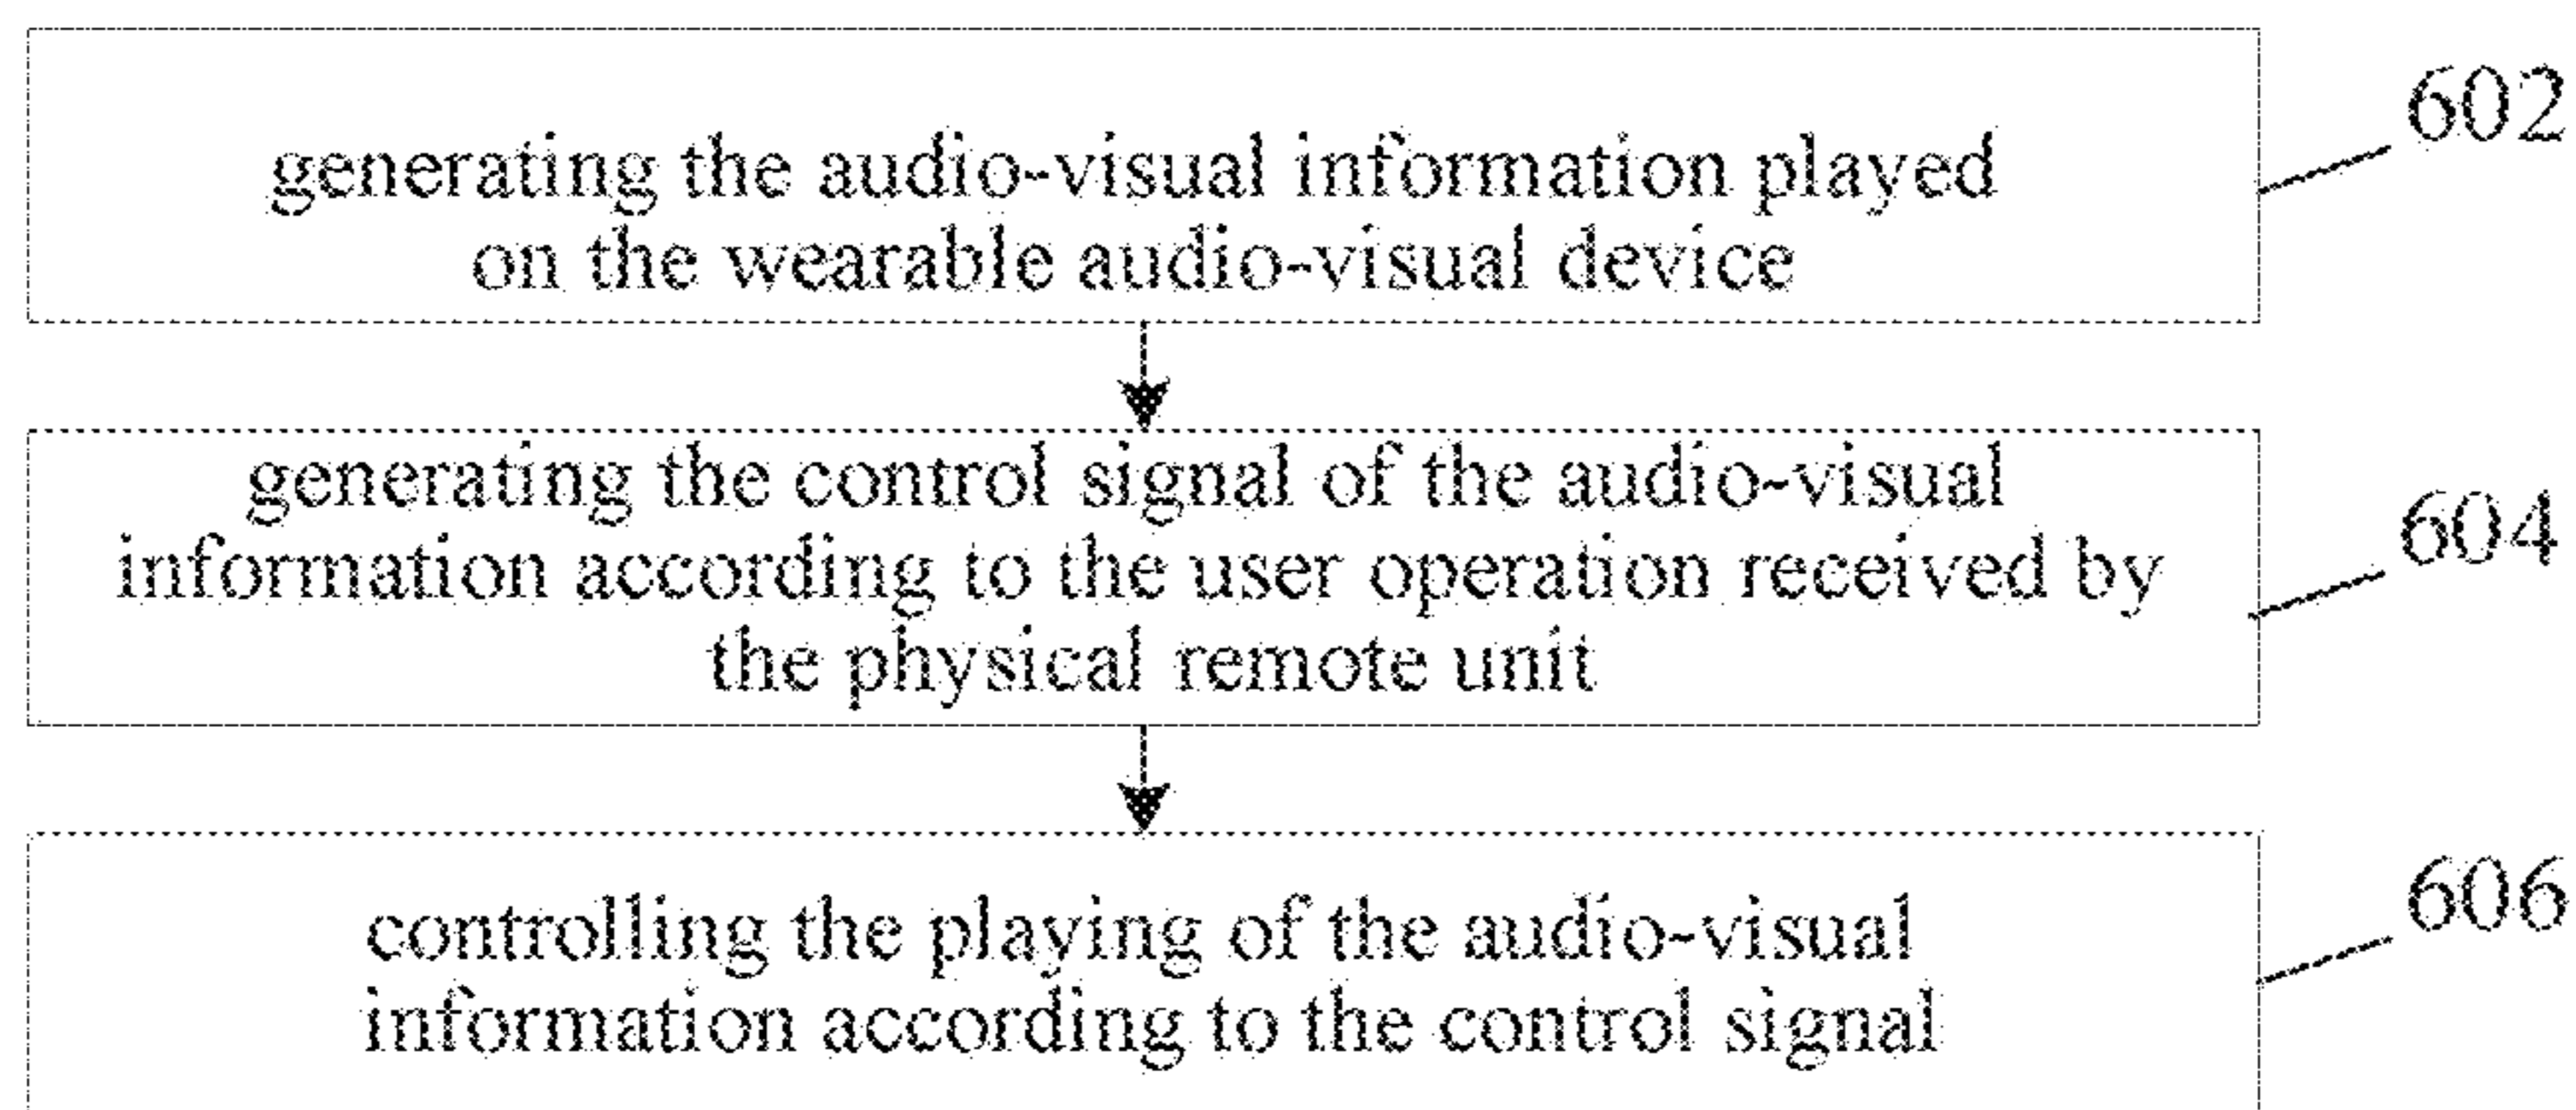 602
generating the audio-visual information played
on the wearable audio-visual device
604
generating the control signal of the audio-visual
information according to the user operation received by
the physical remote unit
606
controlling the playing of the audio-visual
information according to the control signal